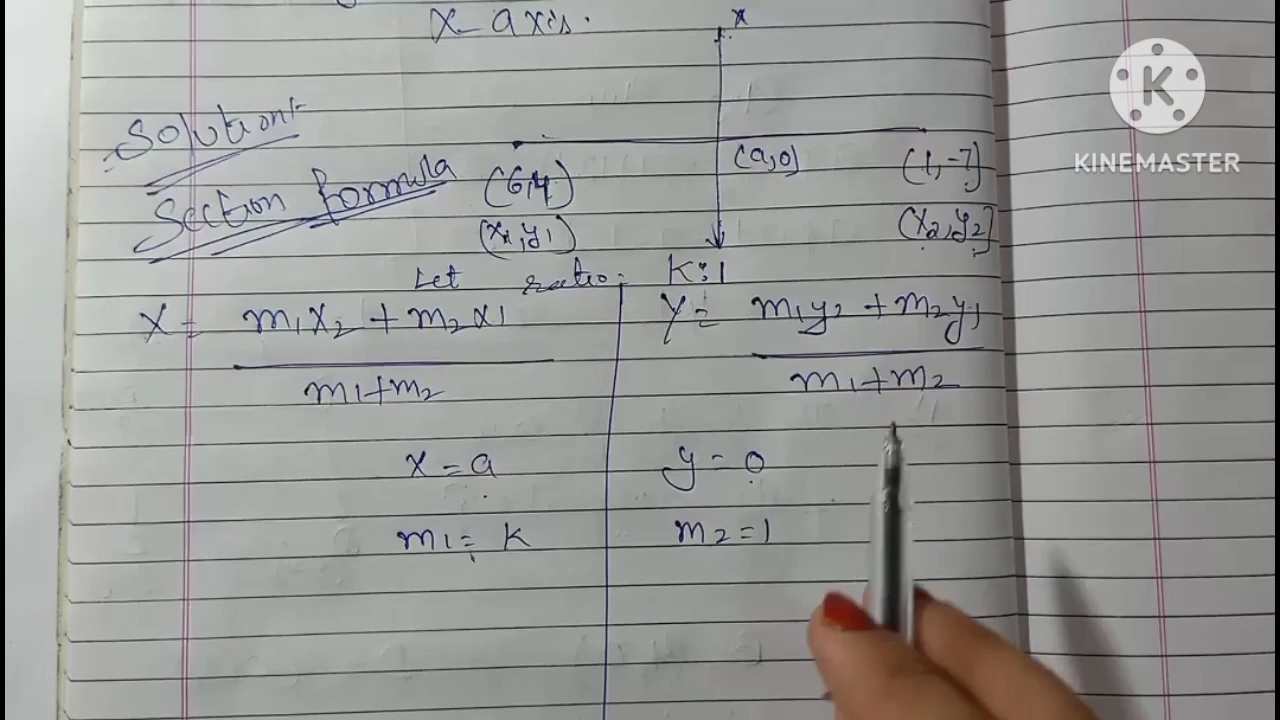 x-axis.
x
Solution:-
(a,0) (1,-7)
Section formula (6,4)
(x1,y1) (x2,y2)
Let ratio = K:1
X = m1x2 + m2x1 / m1+m2
Y = m1y2 + m2y1 / m1+m2
x = a y = 0
m1 = K m2 = 1
K
KINEMASTER